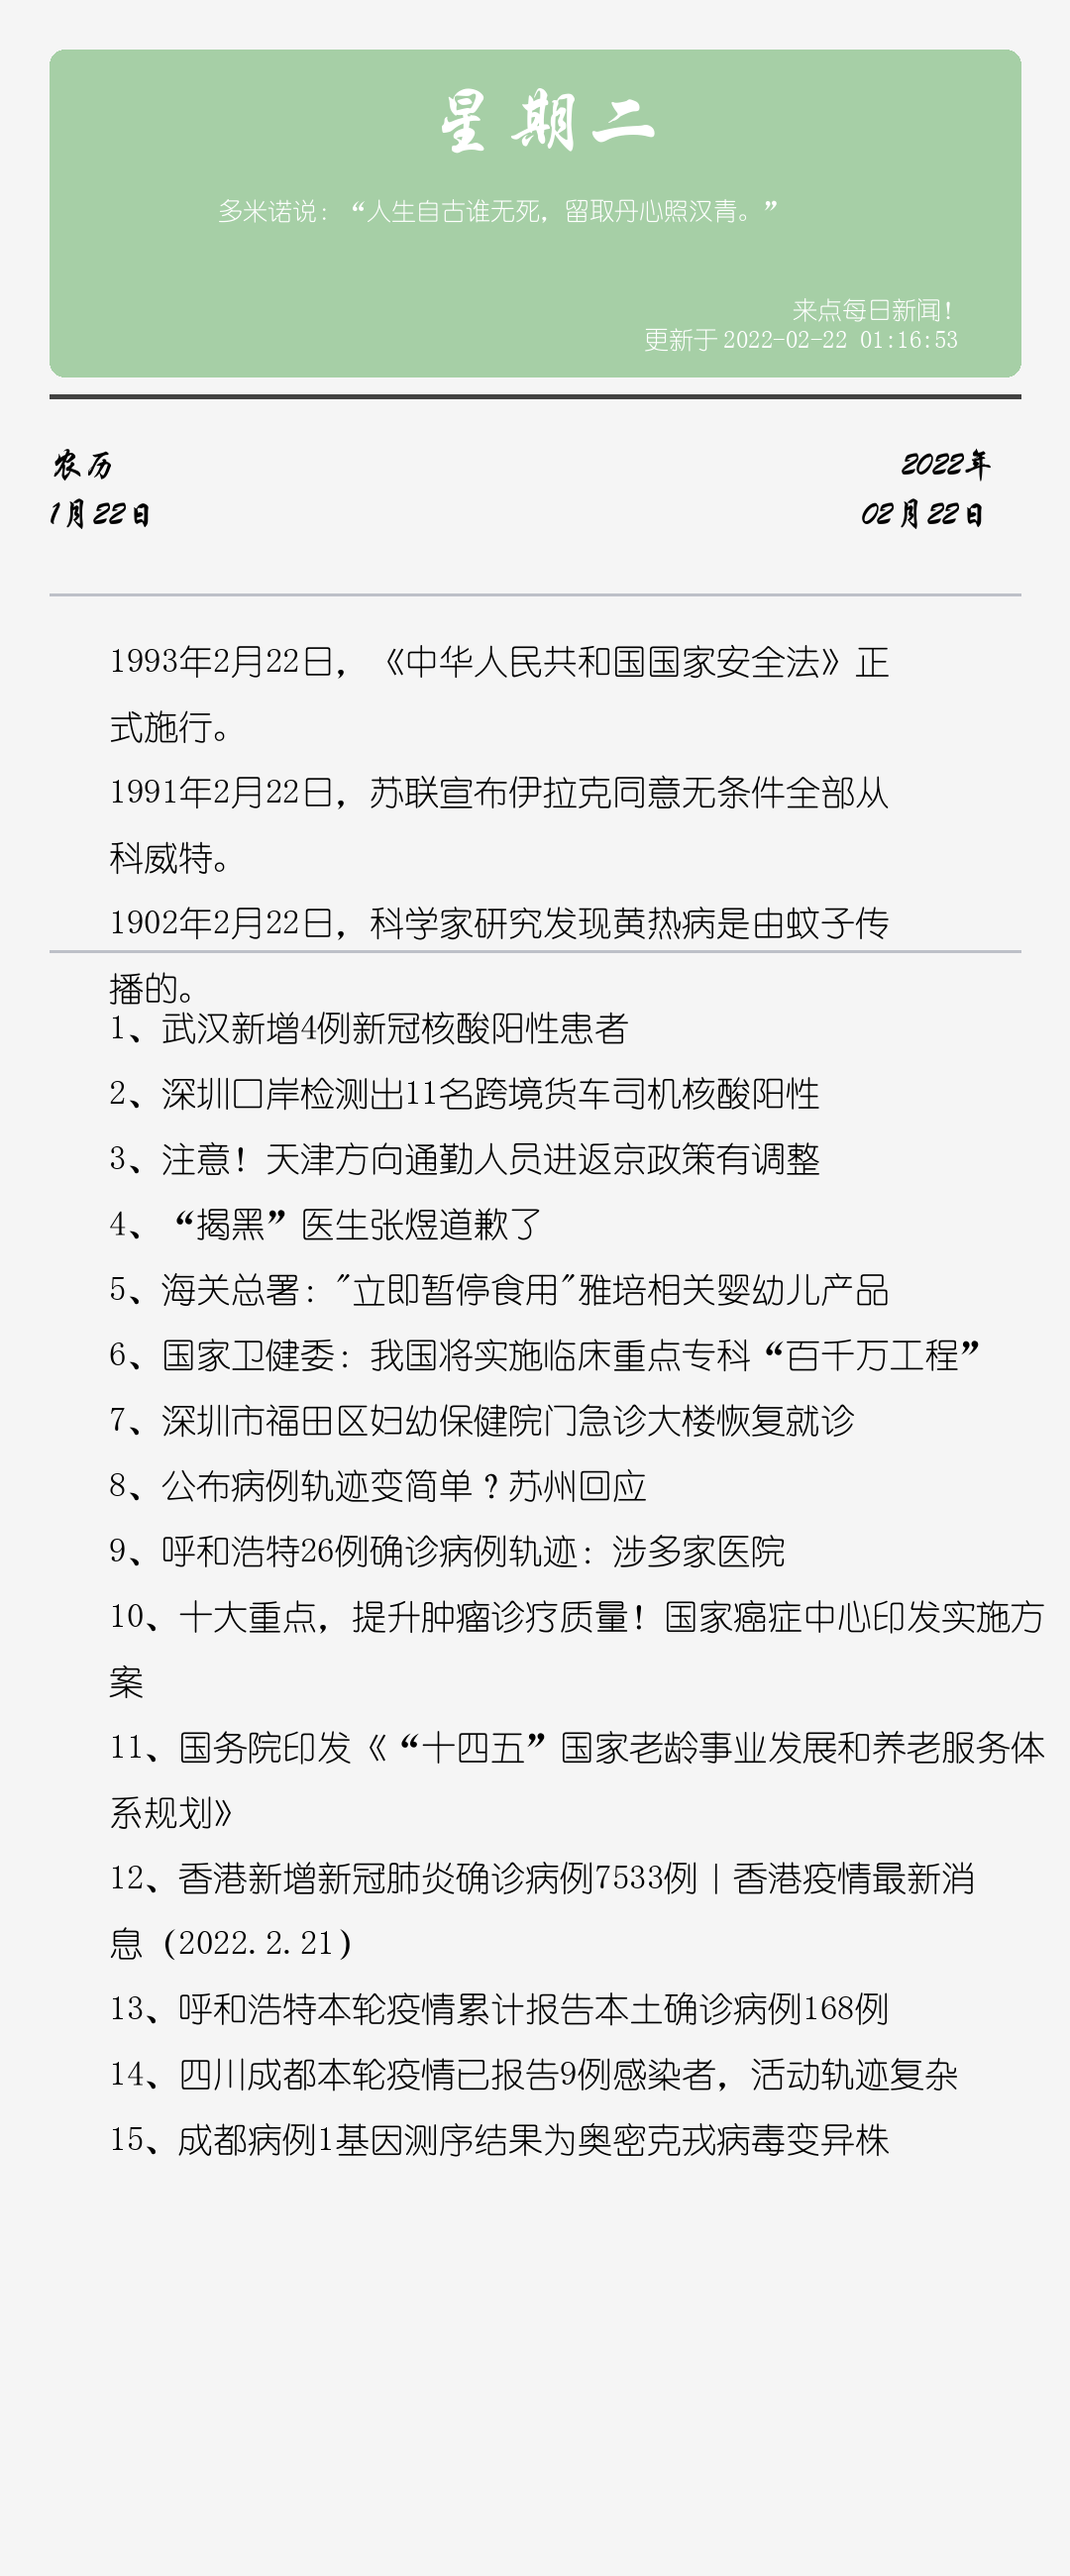 星期二
多米诺说：“人生自古谁无死，留取丹心照汉青。”
来点每日新闻！
更新于 2022-02-22 01:16:53
农历
2022年
1月22日
02月22日
1993年2月22日，《中华人民共和国国家安全法》正
式施行。
1991年2月22日，苏联宣布伊拉克同意无条件全部从
科威特。
1902年2月22日，科学家研究发现黄热病是由蚊子传
播的。
1、武汉新增4例新冠核酸阳性患者
2、深圳口岸检测出11名跨境货车司机核酸阳性
3、注意！天津方向通勤人员进返京政策有调整
4、“揭黑”医生张煜道歉了
5、海关总署："立即暂停食用"雅培相关婴幼儿产品
6、国家卫健委：我国将实施临床重点专科“百千万工程”
7、深圳市福田区妇幼保健院门急诊大楼恢复就诊
8、公布病例轨迹变简单？苏州回应
9、呼和浩特26例确诊病例轨迹：涉多家医院
10、十大重点，提升肿瘤诊疗质量！国家癌症中心印发实施方
案
11、国务院印发《“十四五”国家老龄事业发展和养老服务体
系规划》
12、香港新增新冠肺炎确诊病例7533例｜香港疫情最新消
息（2022.2.21）
13、呼和浩特本轮疫情累计报告本土确诊病例168例
14、四川成都本轮疫情已报告9例感染者，活动轨迹复杂
15、成都病例1基因测序结果为奥密克戎病毒变异株